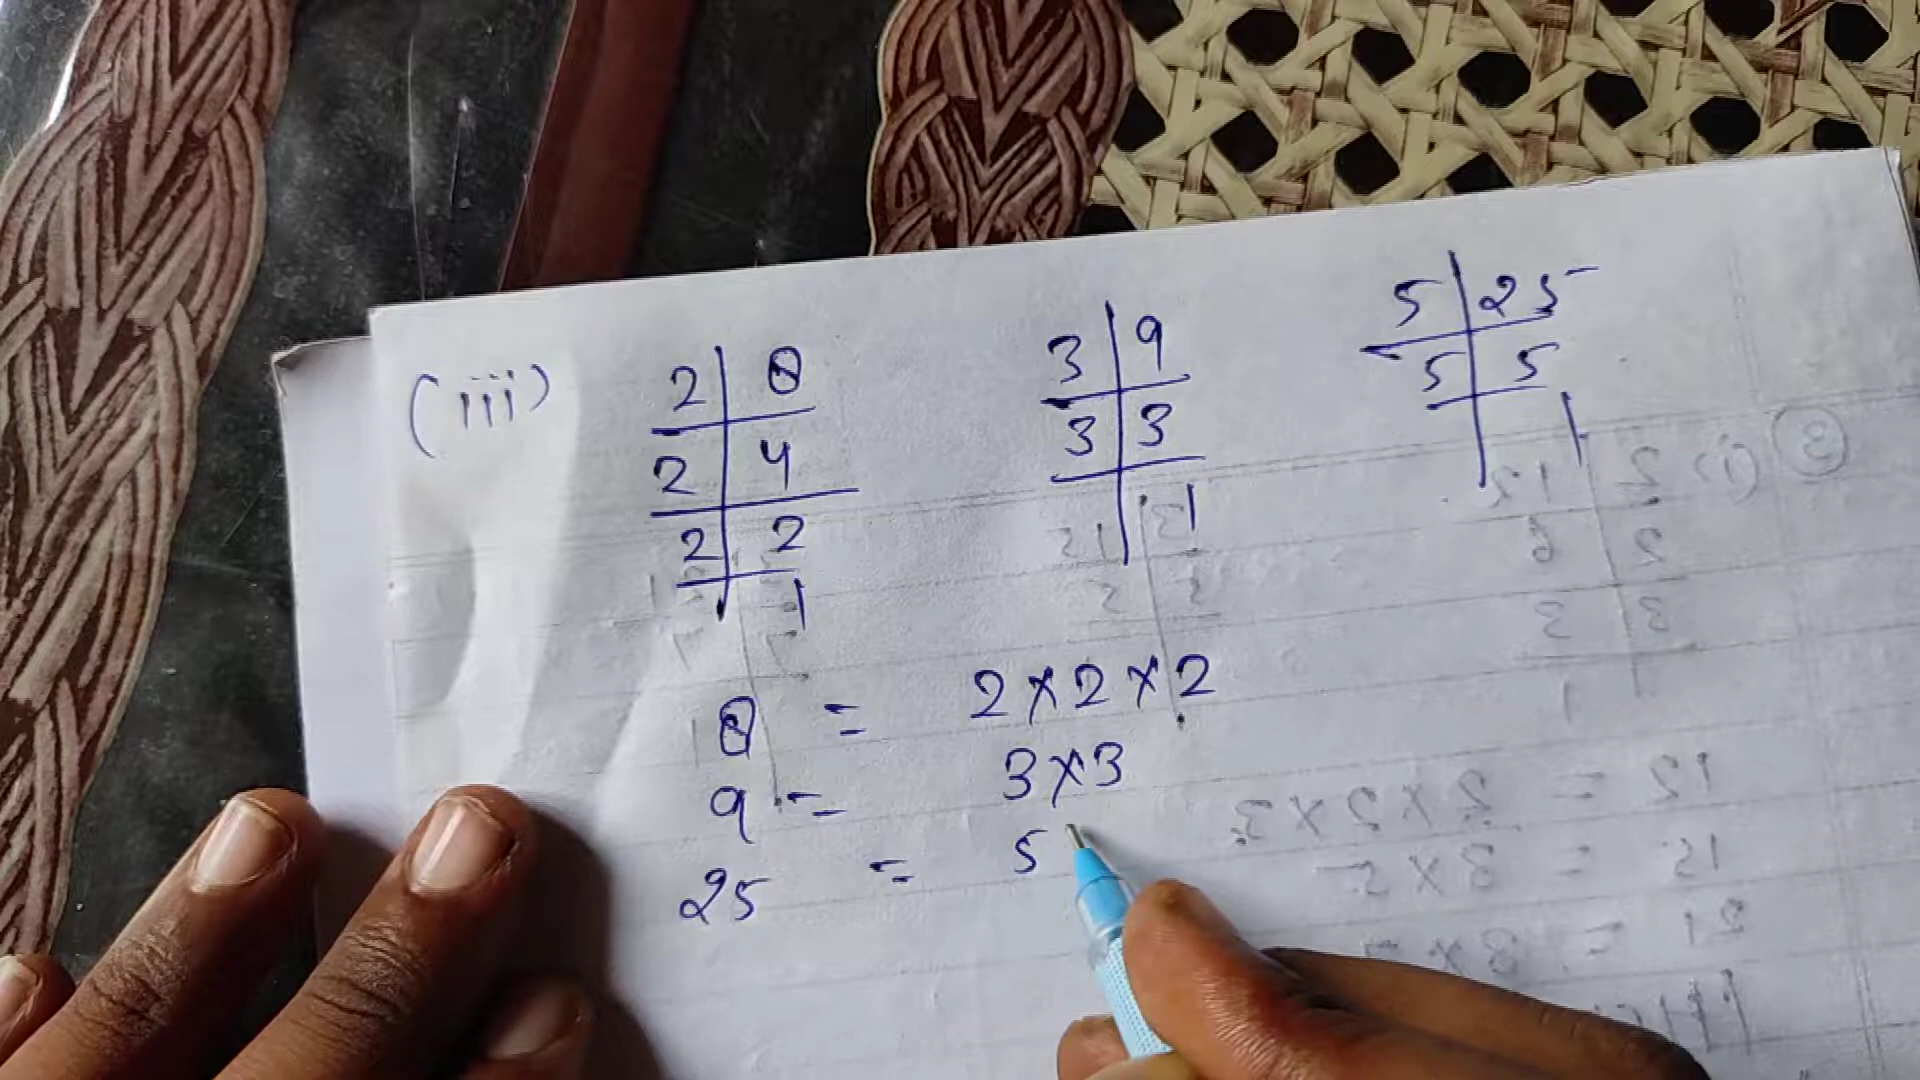 (iii) 2 | 8 3 | 9 5 | 25
2 | 4 3 | 3 5 | 5
2 | 2 | 1 | 1
| 1
8 = 2 × 2 × 2
9 = 3 × 3
25 = 5